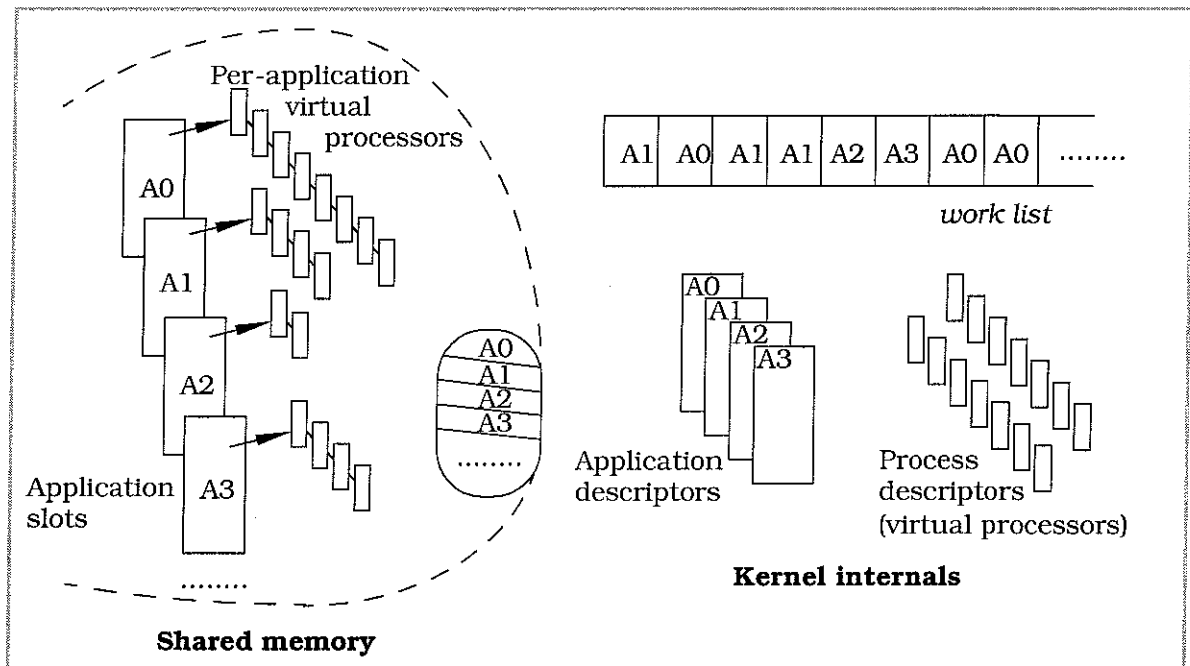 Per-application
virtual
processors
A0
A1
A2
A3
Application
slots
........
A0
A1
A2
A3
........
Shared memory
A1 A0 A1 A1 A2 A3 A0 A0 ........
work list
A0
A1
A2
A3
Application
descriptors
Process
descriptors
(virtual processors)
Kernel internals